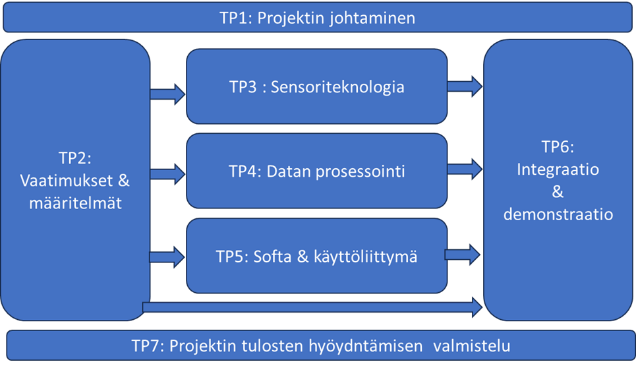 TP1: Projektin johtaminen
TP2:
Vaatimukset &
määritelmät
TP3 : Sensoriteknologia
TP4: Datan prosessointi
TP5: Softa & käyttöliittymä
TP6:
Integraatio
&
demonstraatio
TP7: Projektin tulosten hyöydntämisen valmistelu